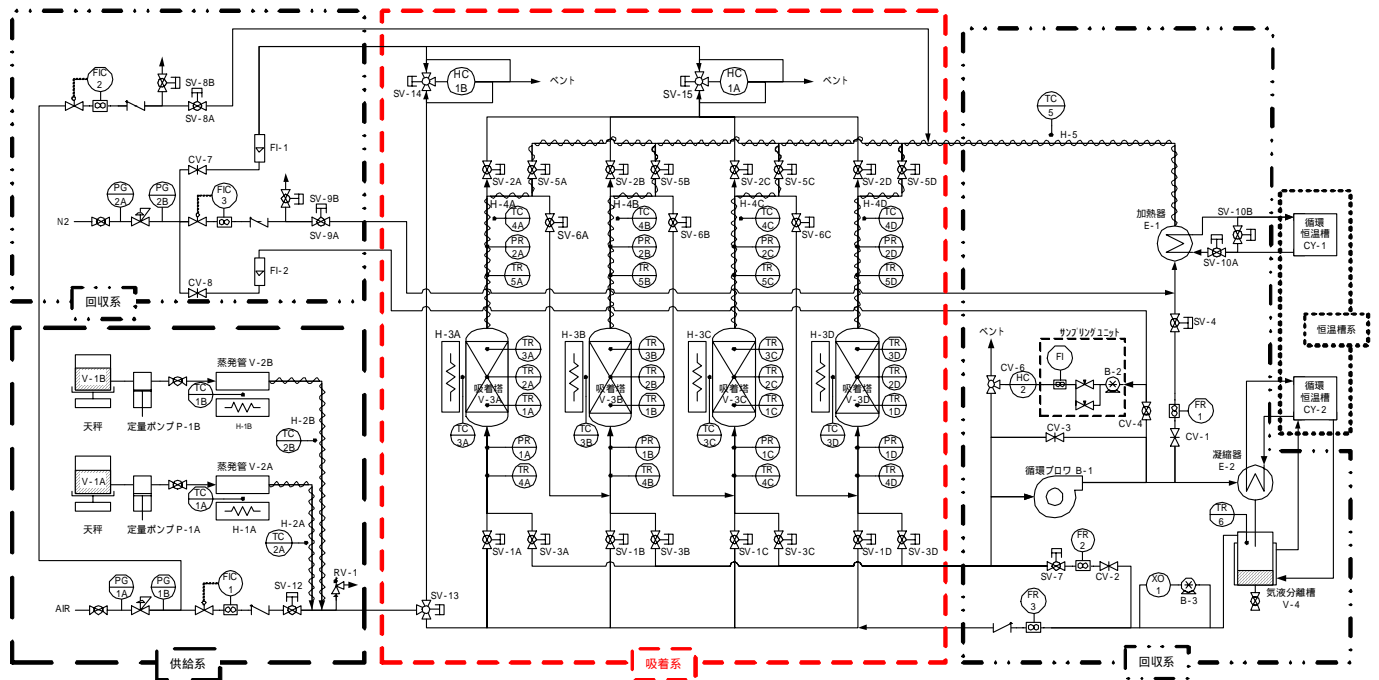 FIC
2
SV-8B
SV-8A
CV-7
FI-1
PG
2A
PG
2B
FIC
3
N2
SV-9B
SV-9A
CV-8
FI-2
回収系
V-1B
天秤
定量ポンプP-1B
蒸発管V-2B
TC
1B
H-1B
H-2B
TC
2B
V-1A
天秤
定量ポンプP-1A
蒸発管V-2A
TC
1A
H-1A
H-2A
TC
2A
AIR
PG
1A
PG
1B
FIC
1
SV-12
RV-1
供給系
SV-14
HC
1B
ベント
SV-15
HC
1A
ベント
SV-2A
SV-5A
SV-2B
SV-5B
SV-2C
SV-5C
SV-2D
SV-5D
H-4A
H-4B
H-4C
H-4D
TC
4A
TC
4B
TC
4C
TC
4D
SV-6A
SV-6B
SV-6C
PR
2A
PR
2B
PR
2C
PR
2D
TR
5A
TR
5B
TR
5C
TR
5D
H-3A
H-3B
H-3C
H-3D
TR
3A
TR
3B
TR
3C
TR
3D
TR
2A
TR
2B
TR
2C
TR
2D
吸着塔
V-3A
吸着塔
V-3B
吸着塔
V-3C
吸着塔
V-3D
TR
1A
TR
1B
TR
1C
TR
1D
TC
3A
TC
3B
TC
3C
TC
3D
PR
1A
PR
1B
PR
1C
PR
1D
TR
4A
TR
4B
TR
4C
TR
4D
SV-1A
SV-3A
SV-1B
SV-3B
SV-1C
SV-3C
SV-1D
SV-3D
SV-13
吸着系
TC
5
H-5
加熱器
E-1
SV-10B
SV-10A
循環
恒温槽
CY-1
恒温槽系
SV-4
ベント
サンプリングユニット
CV-6
HC
2
FI
B-2
CV-4
FR
1
CV-1
CV-3
循環
恒温槽
CY-2
循環ブロワ B-1
凝縮器
E-2
TR
6
SV-7
FR
2
CV-2
FR
3
XO
1
B-3
気液分離槽
V-4
回収系